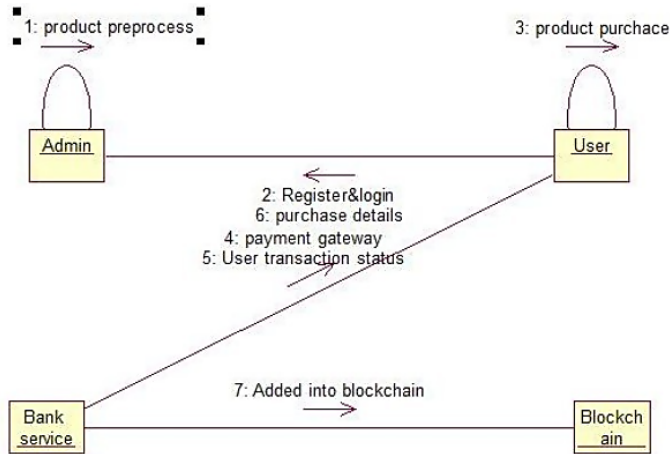 1: product preprocess
3: product purchace
Admin
User
2: Register&login
6: purchase details
4: payment gateway
5: User transaction status
7: Added into blockchain
Bank
service
Blockch
ain